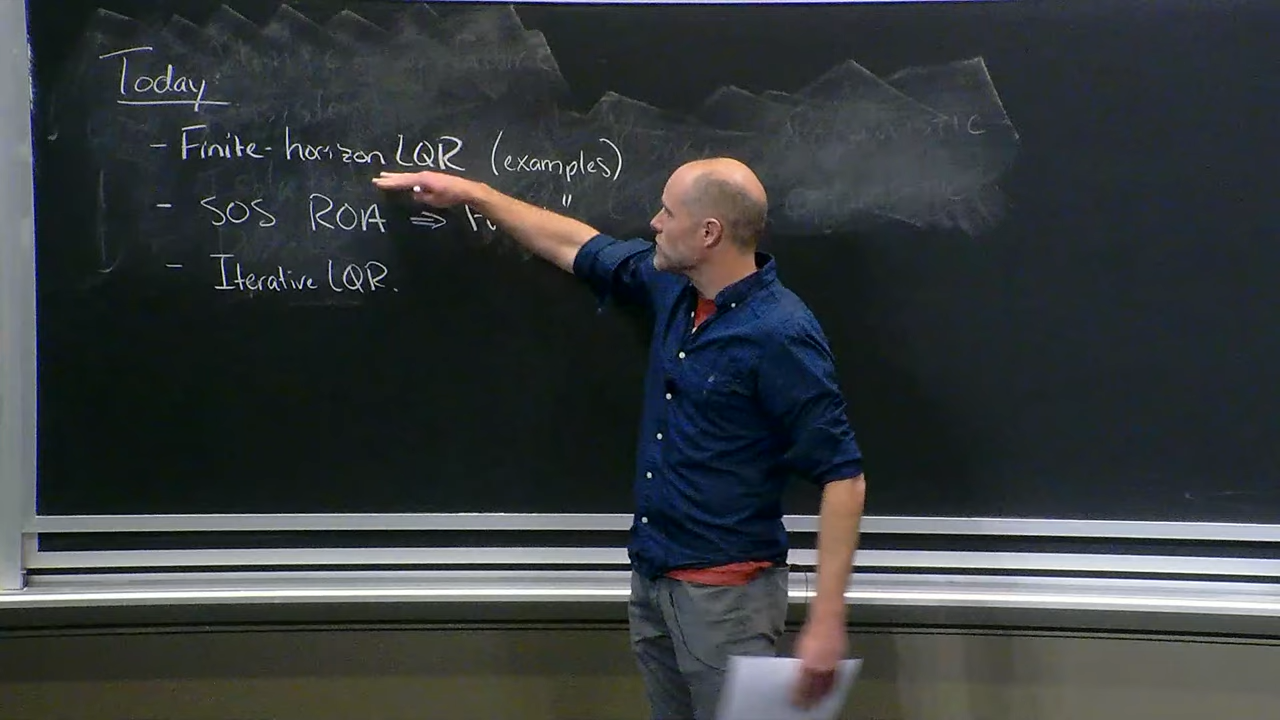 Today
- Finite-horizon LQR (examples)
- SOS ROA ⇒ "
- Iterative LQR.